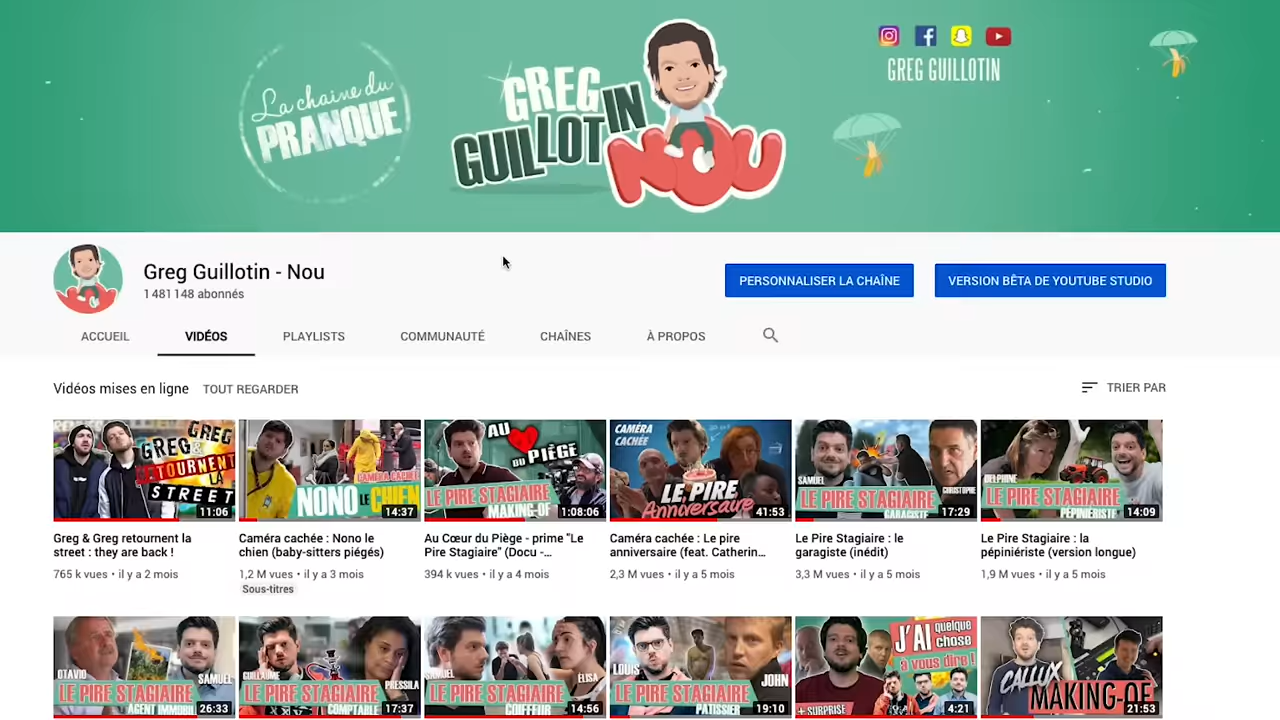 La chaine du
PRANQUE
GREG
GUILLOTIN
NOU
GREG GUILLOTIN
Greg Guillotin - Nou
1 481 148 abonnés
PERSONNALISER LA CHAÎNE
VERSION BÊTA DE YOUTUBE STUDIO
ACCUEIL
VIDÉOS
PLAYLISTS
COMMUNAUTÉ
CHAÎNES
À PROPOS
Vidéos mises en ligne
TOUT REGARDER
TRIER PAR
GREG
GREG &
RETOURNENT
LA
STREET
11:06
CAMÉRA CACHÉE
NONO LE CHIEN
14:37
AU
DU PIÈGE
LE PIRE STAGIAIRE
MAKING-OF
1:08:06
CAMÉRA
CACHÉE
LE PIRE
Anniversaire
41:53
SAMUEL
CHRISTOPHE
LE PIRE STAGIAIRE
GARAGISTE
17:29
DELPHINE
LE PIRE STAGIAIRE
PÉPINIÉRISTE
14:09
Greg & Greg retournent la
street : they are back !
765 k vues • il y a 2 mois
Caméra cachée : Nono le
chien (baby-sitters piégés)
1,2 M vues • il y a 3 mois
Sous-titres
Au Cœur du Piège - prime "Le
Pire Stagiaire" (Docu -...
394 k vues • il y a 4 mois
Caméra cachée : Le pire
anniversaire (feat. Catherin...
2,3 M vues • il y a 5 mois
Le Pire Stagiaire : le
garagiste (inédit)
3,3 M vues • il y a 5 mois
Le Pire Stagiaire : la
pépiniériste (version longue)
1,9 M vues • il y a 5 mois
OTAVIO
SAMUEL
LE PIRE STAGIAIRE
AGENT IMMOBIL
26:33
GUILLAUME
PRESSILA
LE PIRE STAGIAIRE
COMPTABLE
17:37
SAMUEL
ELISA
LE PIRE STAGIAIRE
COIFFEUR
14:56
LOUIS
JOHN
LE PIRE STAGIAIRE
PATISSIER
19:10
J'AI quelque
chose
à vous dire !
+ SURPRISE
4:21
CALLUX
MAKING-OF
21:53